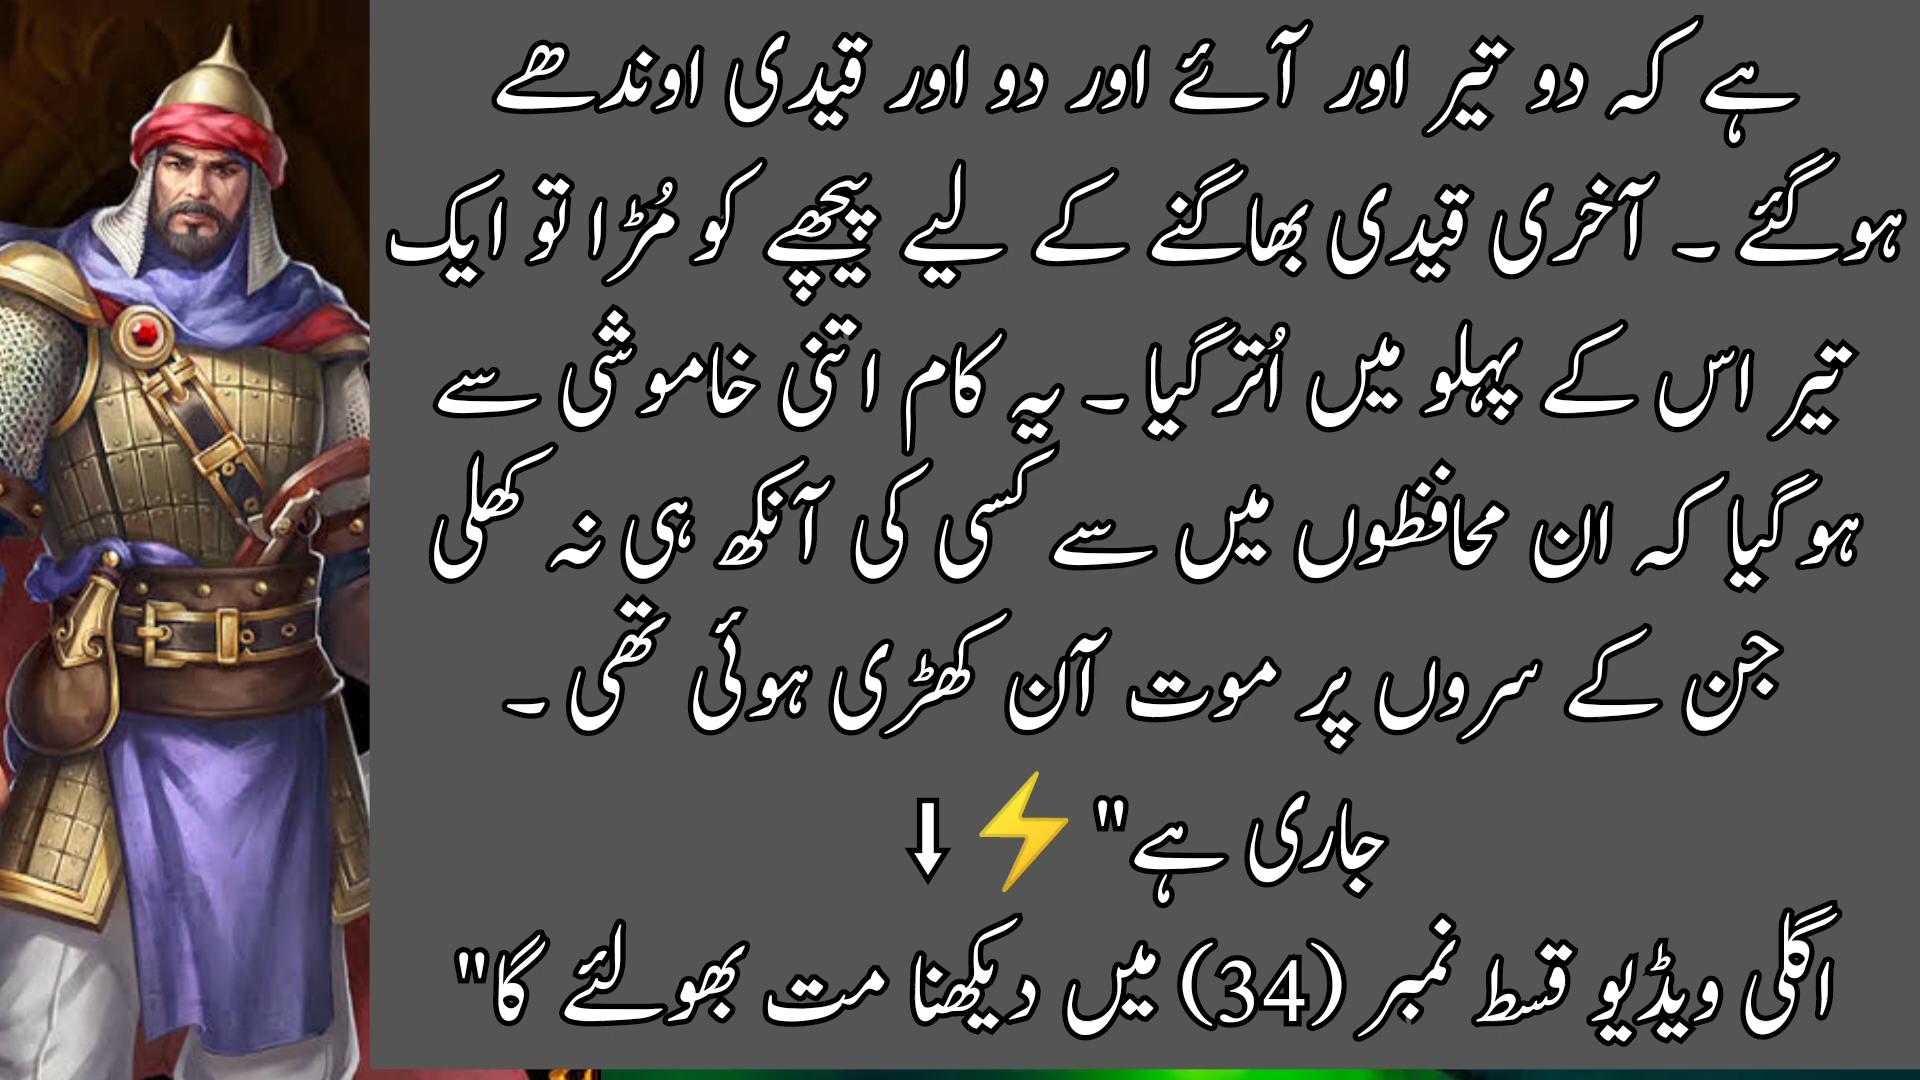 ہے کہ دو تیر اور آئے اور دو اور قیدی اوندھے
ہوگئے ۔ آخری قیدی بھاگنے کے لیے پیچھے کو مُڑا تو ایک
تیر اس کے پہلو میں اُترگیا ۔ یہ کام اتنی خاموشی سے
ہوگیا کہ ان محافظوں میں سے کسی کی آنکھ ہی نہ کھلی
جن کے سروں پر موت آن کھڑی ہوئی تھی ۔
جاری ہے" ⚡⬇
اگلی ویڈیو قسط نمبر (34) میں دیکھنا مت بھولئے گا"